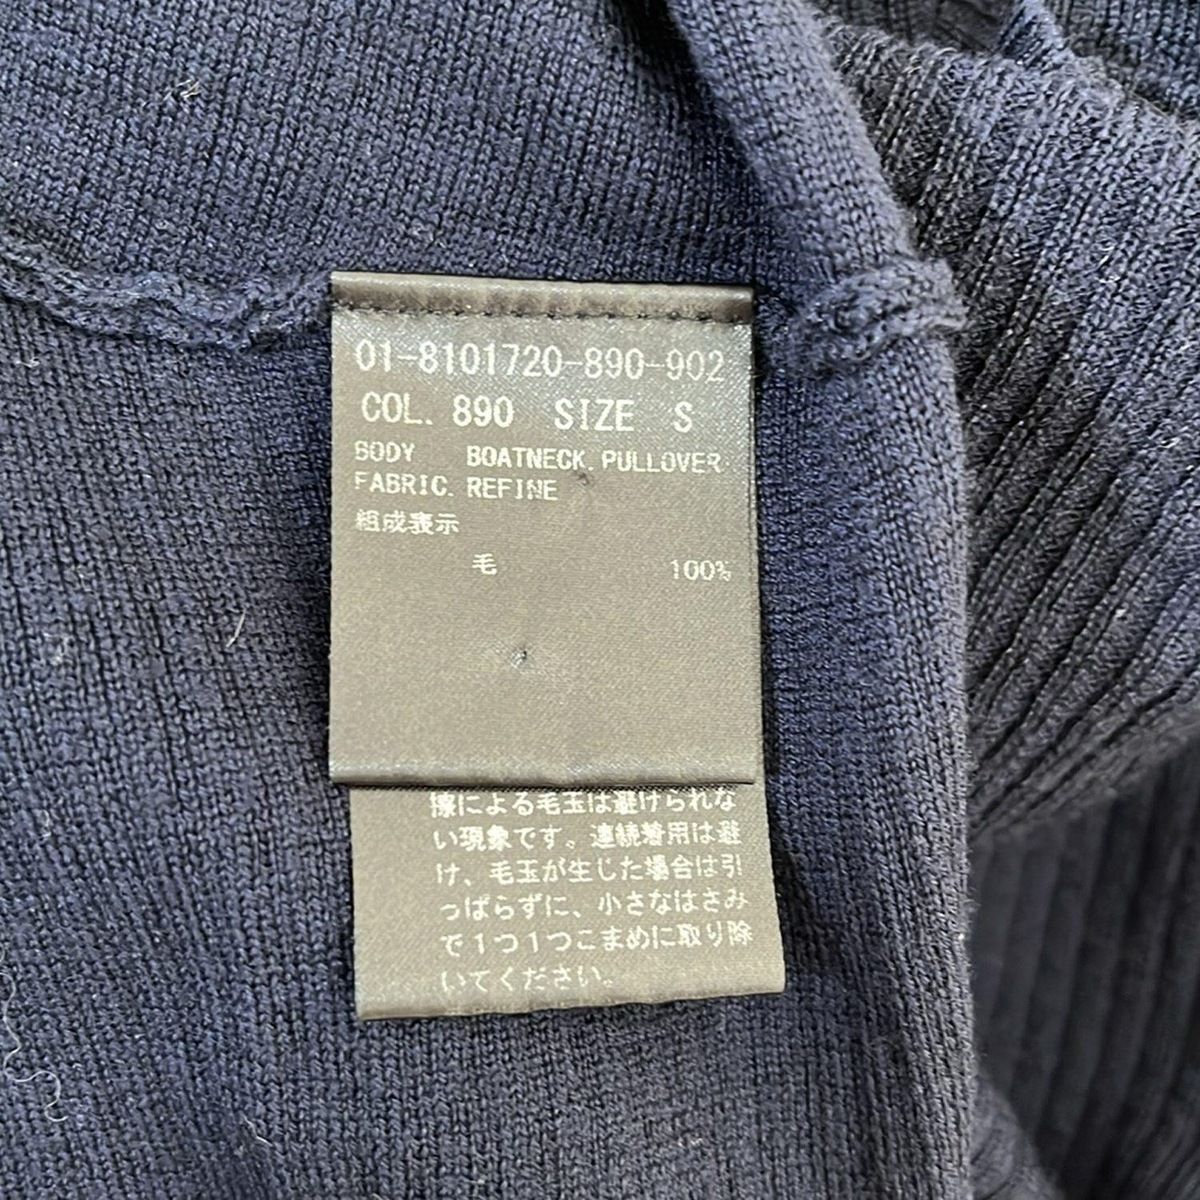 01-8101720-890-902
COL. 890 SIZE S
BODY BOATNECK. PULLOVER
FABRIC. REFINE
組成表示
毛 100%
擦による毛玉は避けられな
い現象です。連続着用は避
け、毛玉が生じた場合は引
っぱらずに、小さなはさみ
で1つ1つこまめに取り除
いてください。